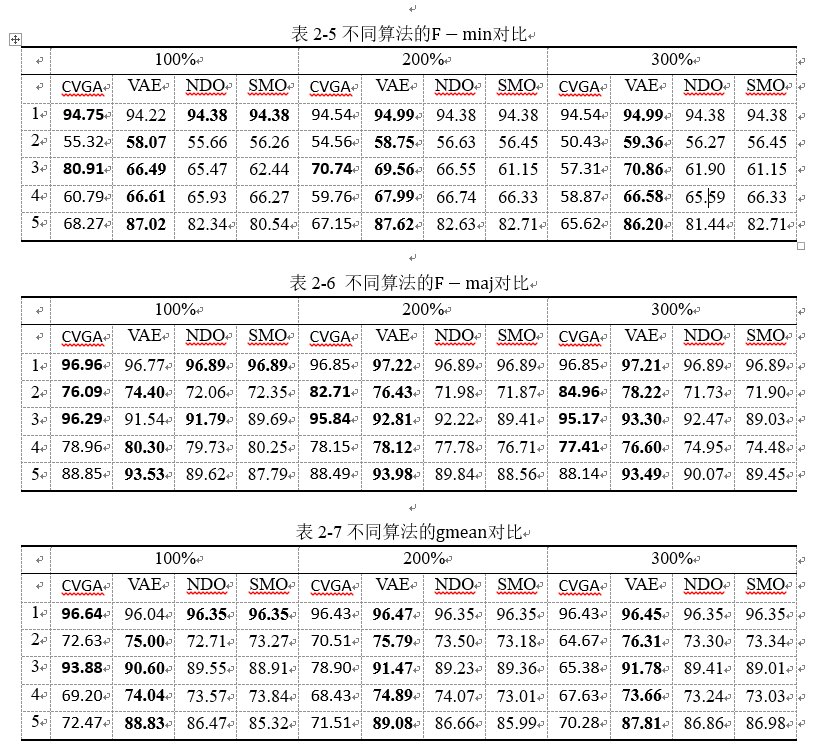 表 2-5 不同算法的F − min对比
100% 200% 300%
CVGA VAE NDO SMO CVGA VAE NDO SMO CVGA VAE NDO SMO
1 94.75 94.22 94.38 94.38 94.54 94.99 94.38 94.38 94.54 94.99 94.38 94.38
2 55.32 58.07 55.66 56.26 54.56 58.75 56.63 56.45 50.43 59.36 56.27 56.45
3 80.91 66.49 65.47 62.44 70.74 69.56 66.55 61.15 57.31 70.86 61.90 61.15
4 60.79 66.61 65.93 66.27 59.76 67.99 66.74 66.33 58.87 66.58 65.59 66.33
5 68.27 87.02 82.34 80.54 67.15 87.62 82.63 82.71 65.62 86.20 81.44 82.71
表 2-6 不同算法的F − maj对比
100% 200% 300%
CVGA VAE NDO SMO CVGA VAE NDO SMO CVGA VAE NDO SMO
1 96.96 96.77 96.89 96.89 96.85 97.22 96.89 96.89 96.85 97.21 96.89 96.89
2 76.09 74.40 72.06 72.35 82.71 76.43 71.98 71.87 84.96 78.22 71.73 71.90
3 96.29 91.54 91.79 89.69 95.84 92.81 92.22 89.41 95.17 93.30 92.47 89.03
4 78.96 80.30 79.73 80.25 78.15 78.12 77.78 76.71 77.41 76.60 74.95 74.48
5 88.85 93.53 89.62 87.79 88.49 93.98 89.84 88.56 88.14 93.49 90.07 89.45
表 2-7 不同算法的gmean对比
100% 200% 300%
CVGA VAE NDO SMO CVGA VAE NDO SMO CVGA VAE NDO SMO
1 96.64 96.04 96.35 96.35 96.43 96.47 96.35 96.35 96.43 96.45 96.35 96.35
2 72.63 75.00 72.71 73.27 70.51 75.79 73.50 73.18 64.67 76.31 73.30 73.34
3 93.88 90.60 89.55 88.91 78.90 91.47 89.23 89.36 65.38 91.78 89.41 89.01
4 69.20 74.04 73.57 73.84 68.43 74.89 74.07 73.01 67.63 73.66 73.24 73.03
5 72.47 88.83 86.47 85.32 71.51 89.08 86.66 85.99 70.28 87.81 86.86 86.98